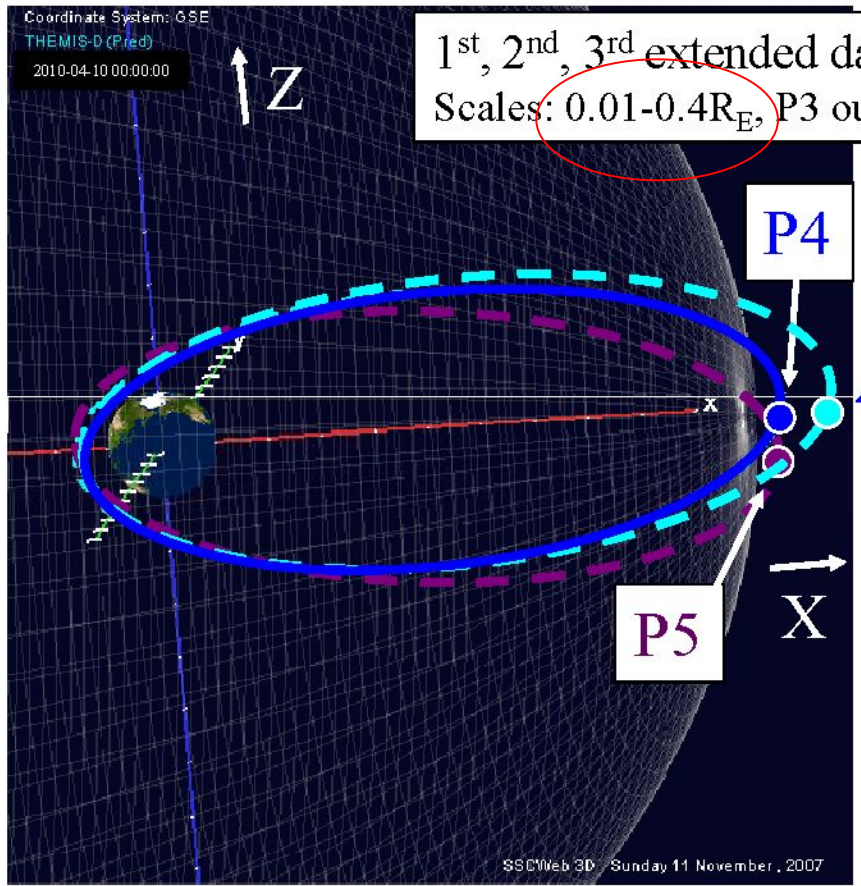 Coordinate System: GSE
THEMIS-D (Pred)
2010-04-10 00:00:00
1st, 2nd, 3rd extended da
Scales: 0.01-0.4RE, P3 ou
Z
P4
x
X
P5
SSCWeb 3D Sunday 11 November, 2007